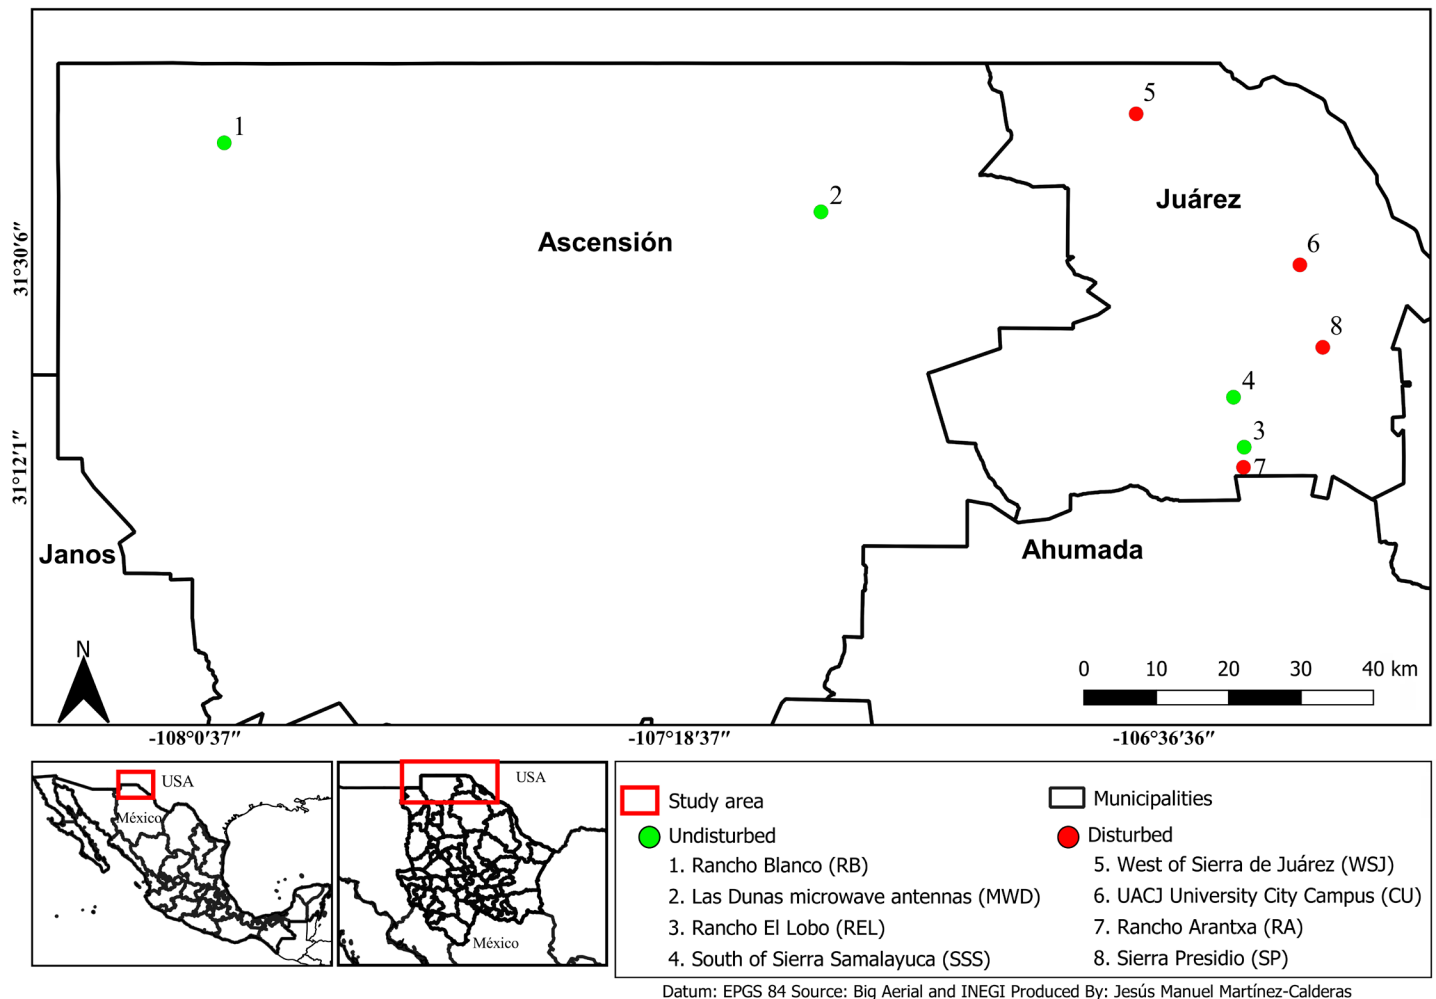 1
5
2
Juárez
Ascensión
6
31°30′6″
8
4
3
31°12′1″
7
Janos
Ahumada
N
0 10 20 30 40 km
-108°0′37″
-107°18′37″
-106°36′36″
USA
México
USA
México
Study area
Municipalities
Undisturbed
Disturbed
1. Rancho Blanco (RB)
2. Las Dunas microwave antennas (MWD)
3. Rancho El Lobo (REL)
4. South of Sierra Samalayuca (SSS)
5. West of Sierra de Juárez (WSJ)
6. UACJ University City Campus (CU)
7. Rancho Arantxa (RA)
8. Sierra Presidio (SP)
Datum: EPGS 84 Source: Big Aerial and INEGI Produced By: Jesús Manuel Martínez-Calderas